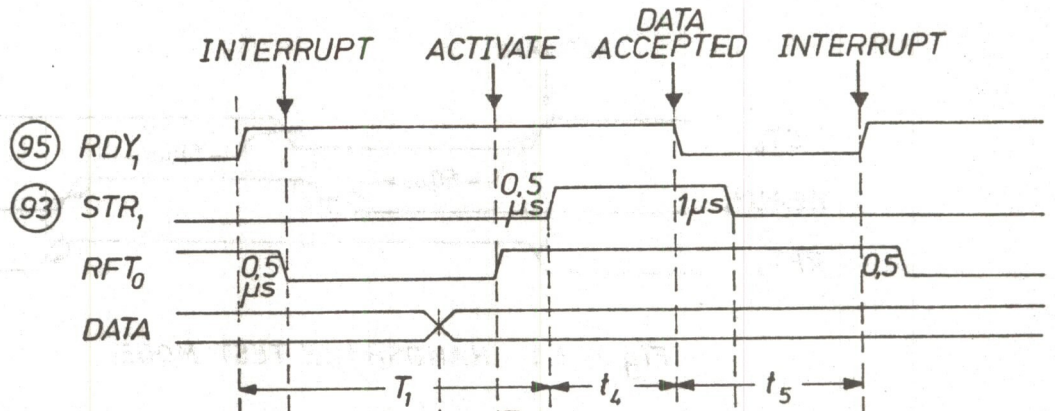 INTERRUPT ACTIVATE DATA ACCEPTED INTERRUPT
95 RDY₁
93 STR₁ 0,5 µs 1µs
RFT₀ 0,5 µs 0,5
DATA
T₁ t₄ t₅